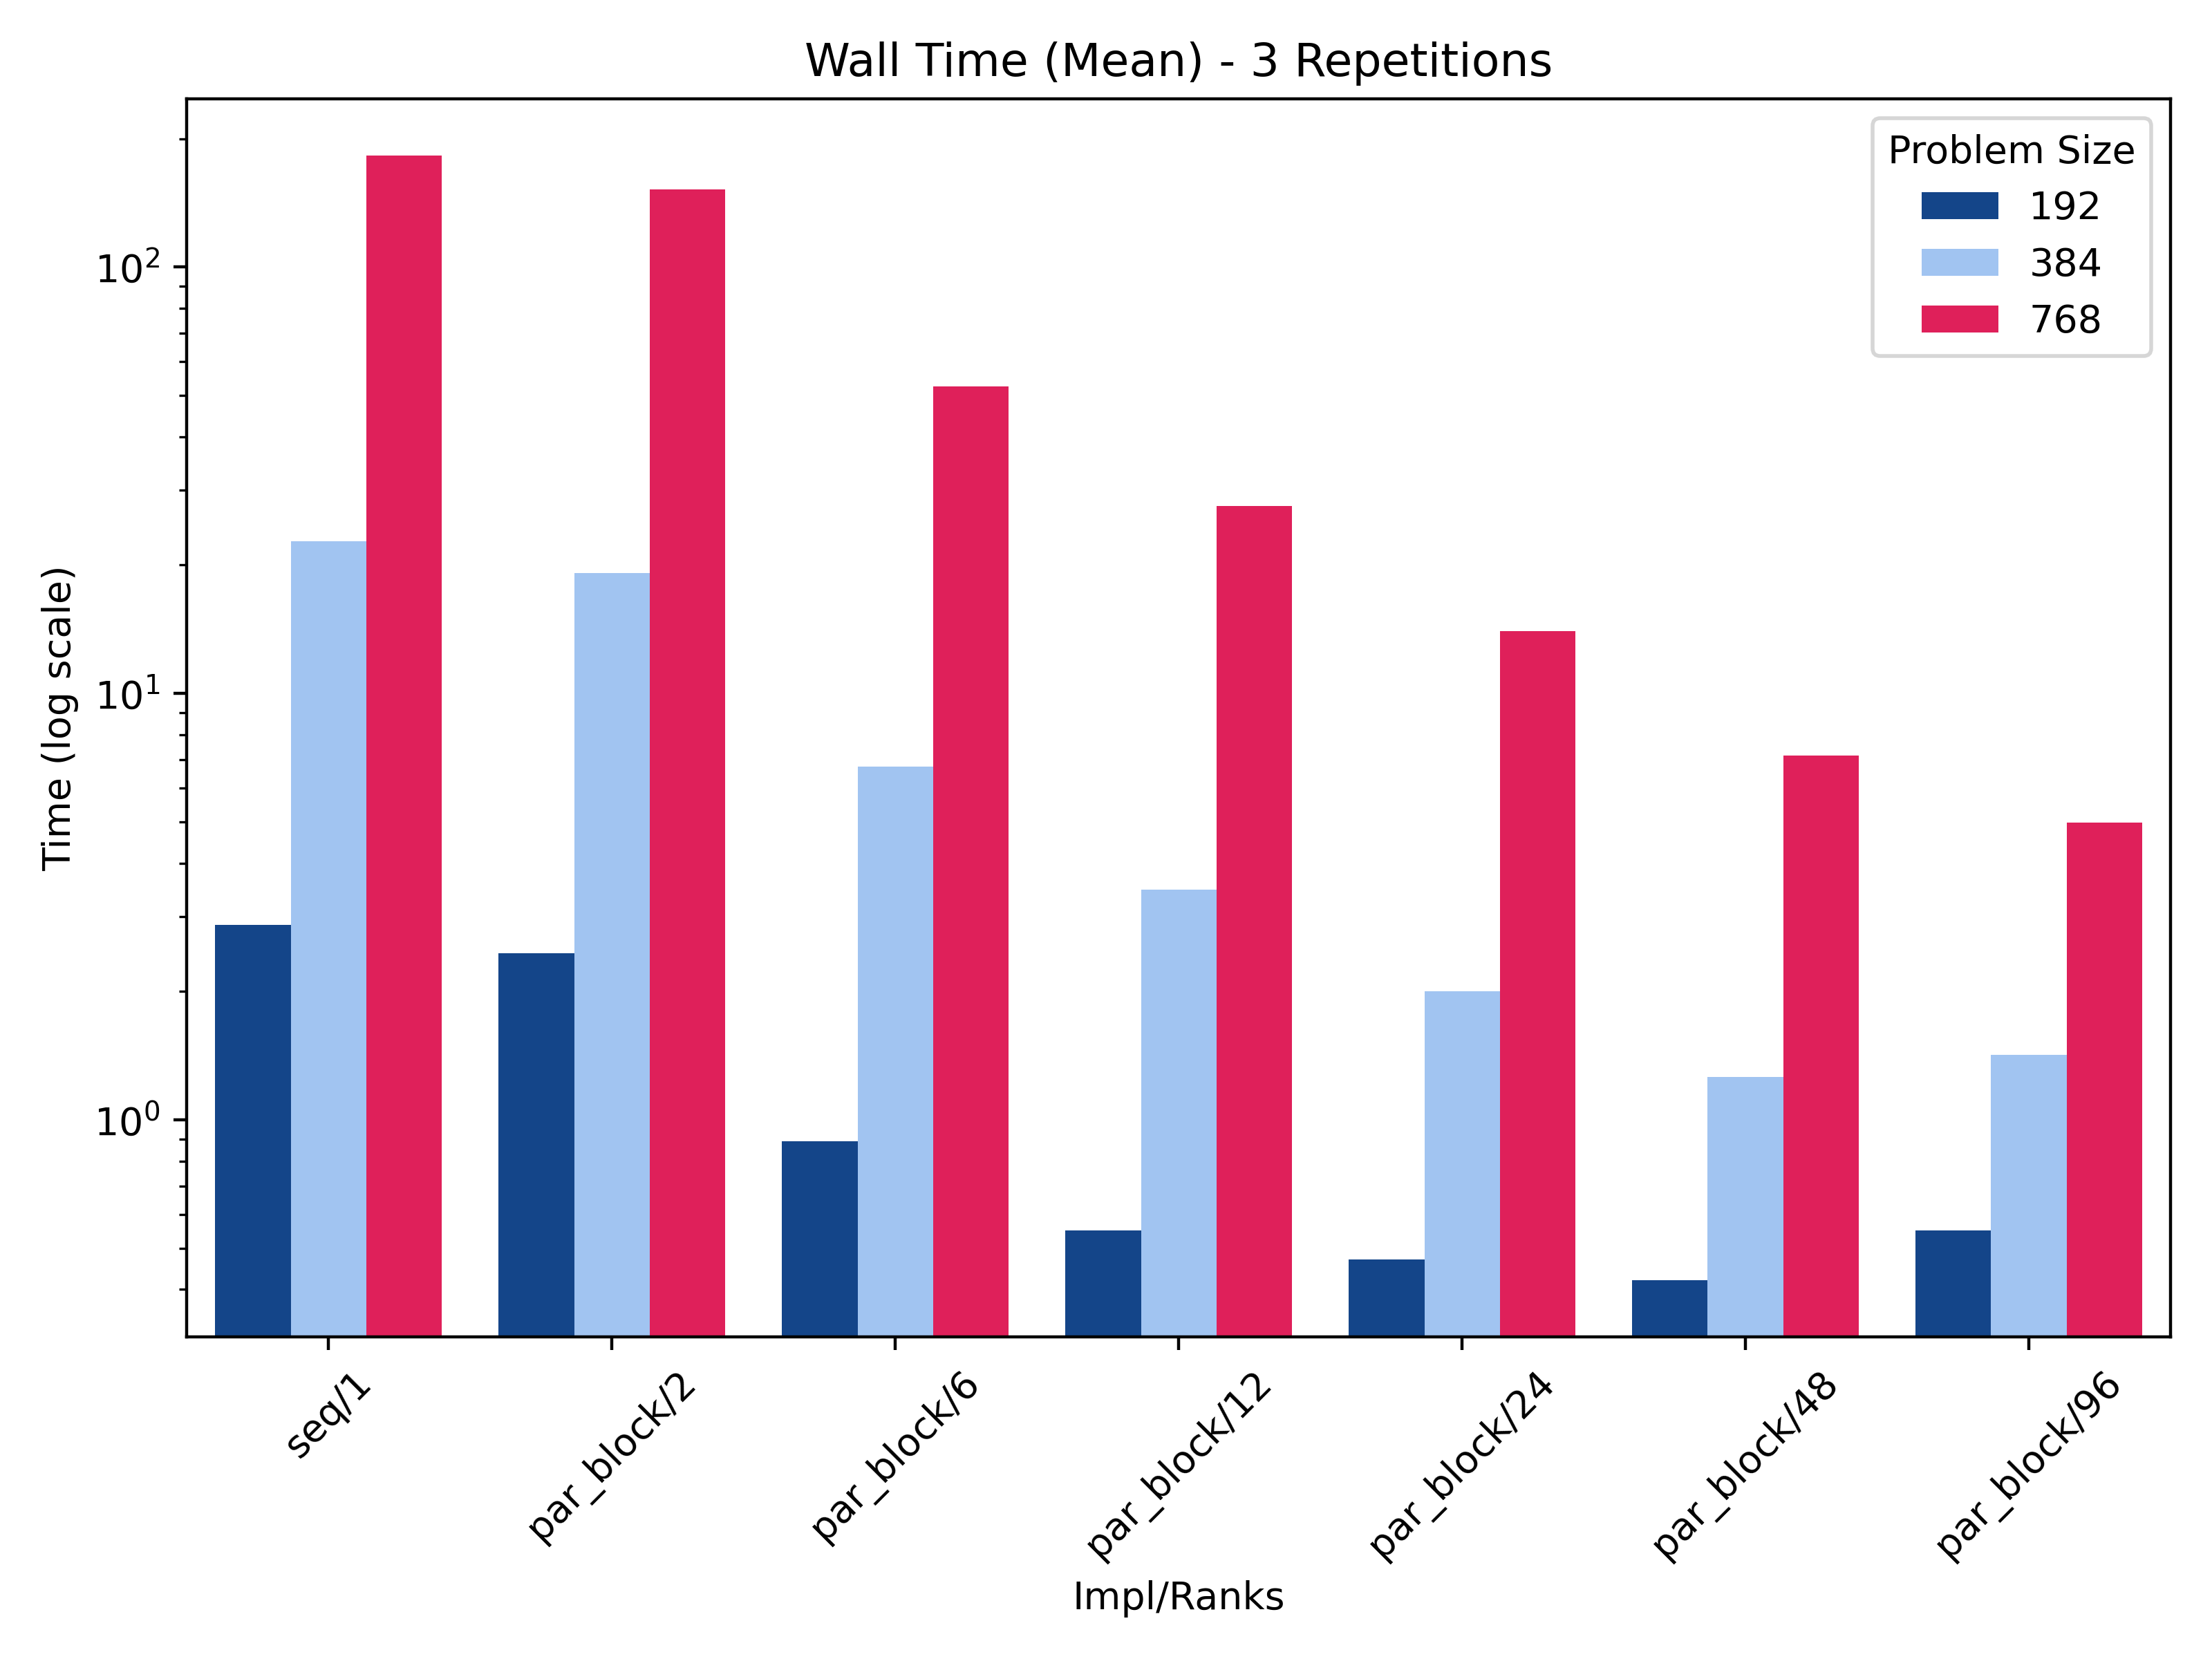 Wall Time (Mean) - 3 Repetitions
Problem Size
192
384
768
Time (log scale)
10²
10¹
10⁰
seq/1
par_block/2
par_block/6
par_block/12
par_block/24
par_block/48
par_block/96
Impl/Ranks